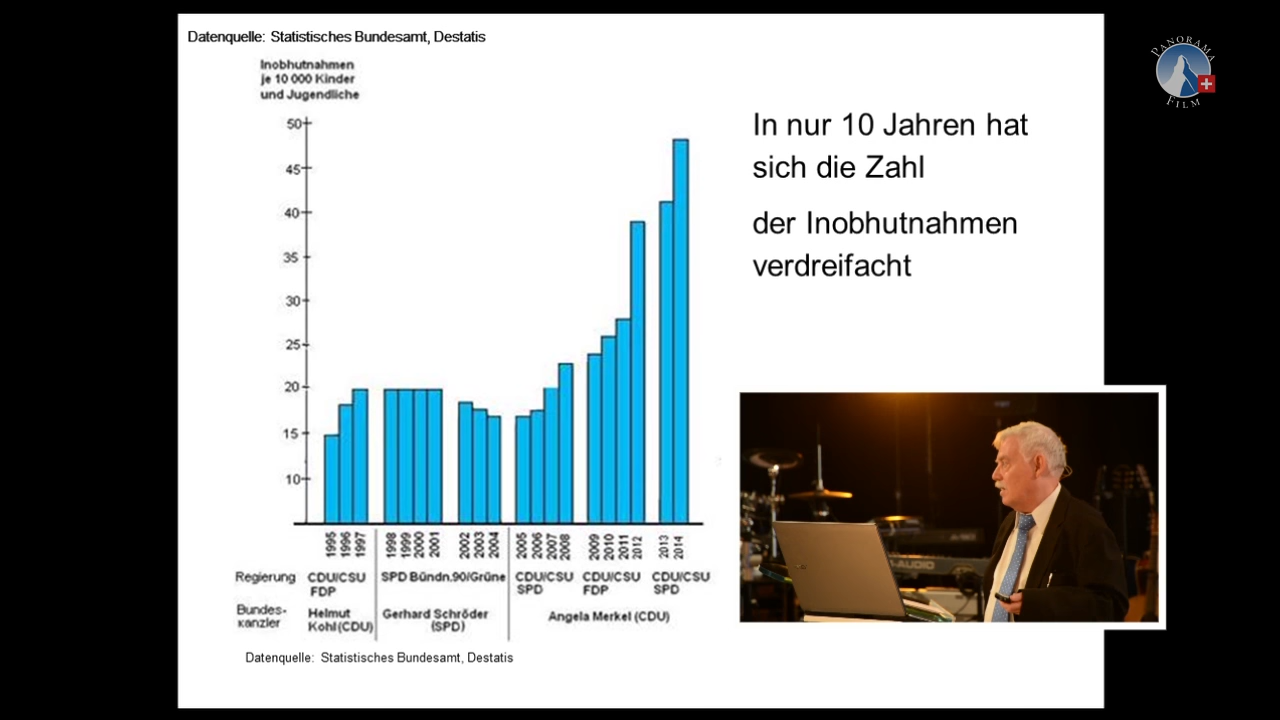 Datenquelle: Statistisches Bundesamt, Destatis
PANORAMA
FILM
Inobhutnahmen
je 10 000 Kinder
und Jugendliche
In nur 10 Jahren hat
sich die Zahl
der Inobhutnahmen
verdreifacht
50
45
40
35
30
25
20
15
10
1995 1996 1997 1998 1999 2000 2001 2002 2003 2004 2005 2006 2007 2008 2009 2010 2011 2012 2013 2014
Regierung CDU/CSU FDP SPD Bündn.90/Grüne CDU/CSU SPD CDU/CSU FDP CDU/CSU SPD
Bundes-
kanzler Helmut Kohl(CDU) Gerhard Schröder (SPD) Angela Merkel (CDU)
Datenquelle: Statistisches Bundesamt, Destatis